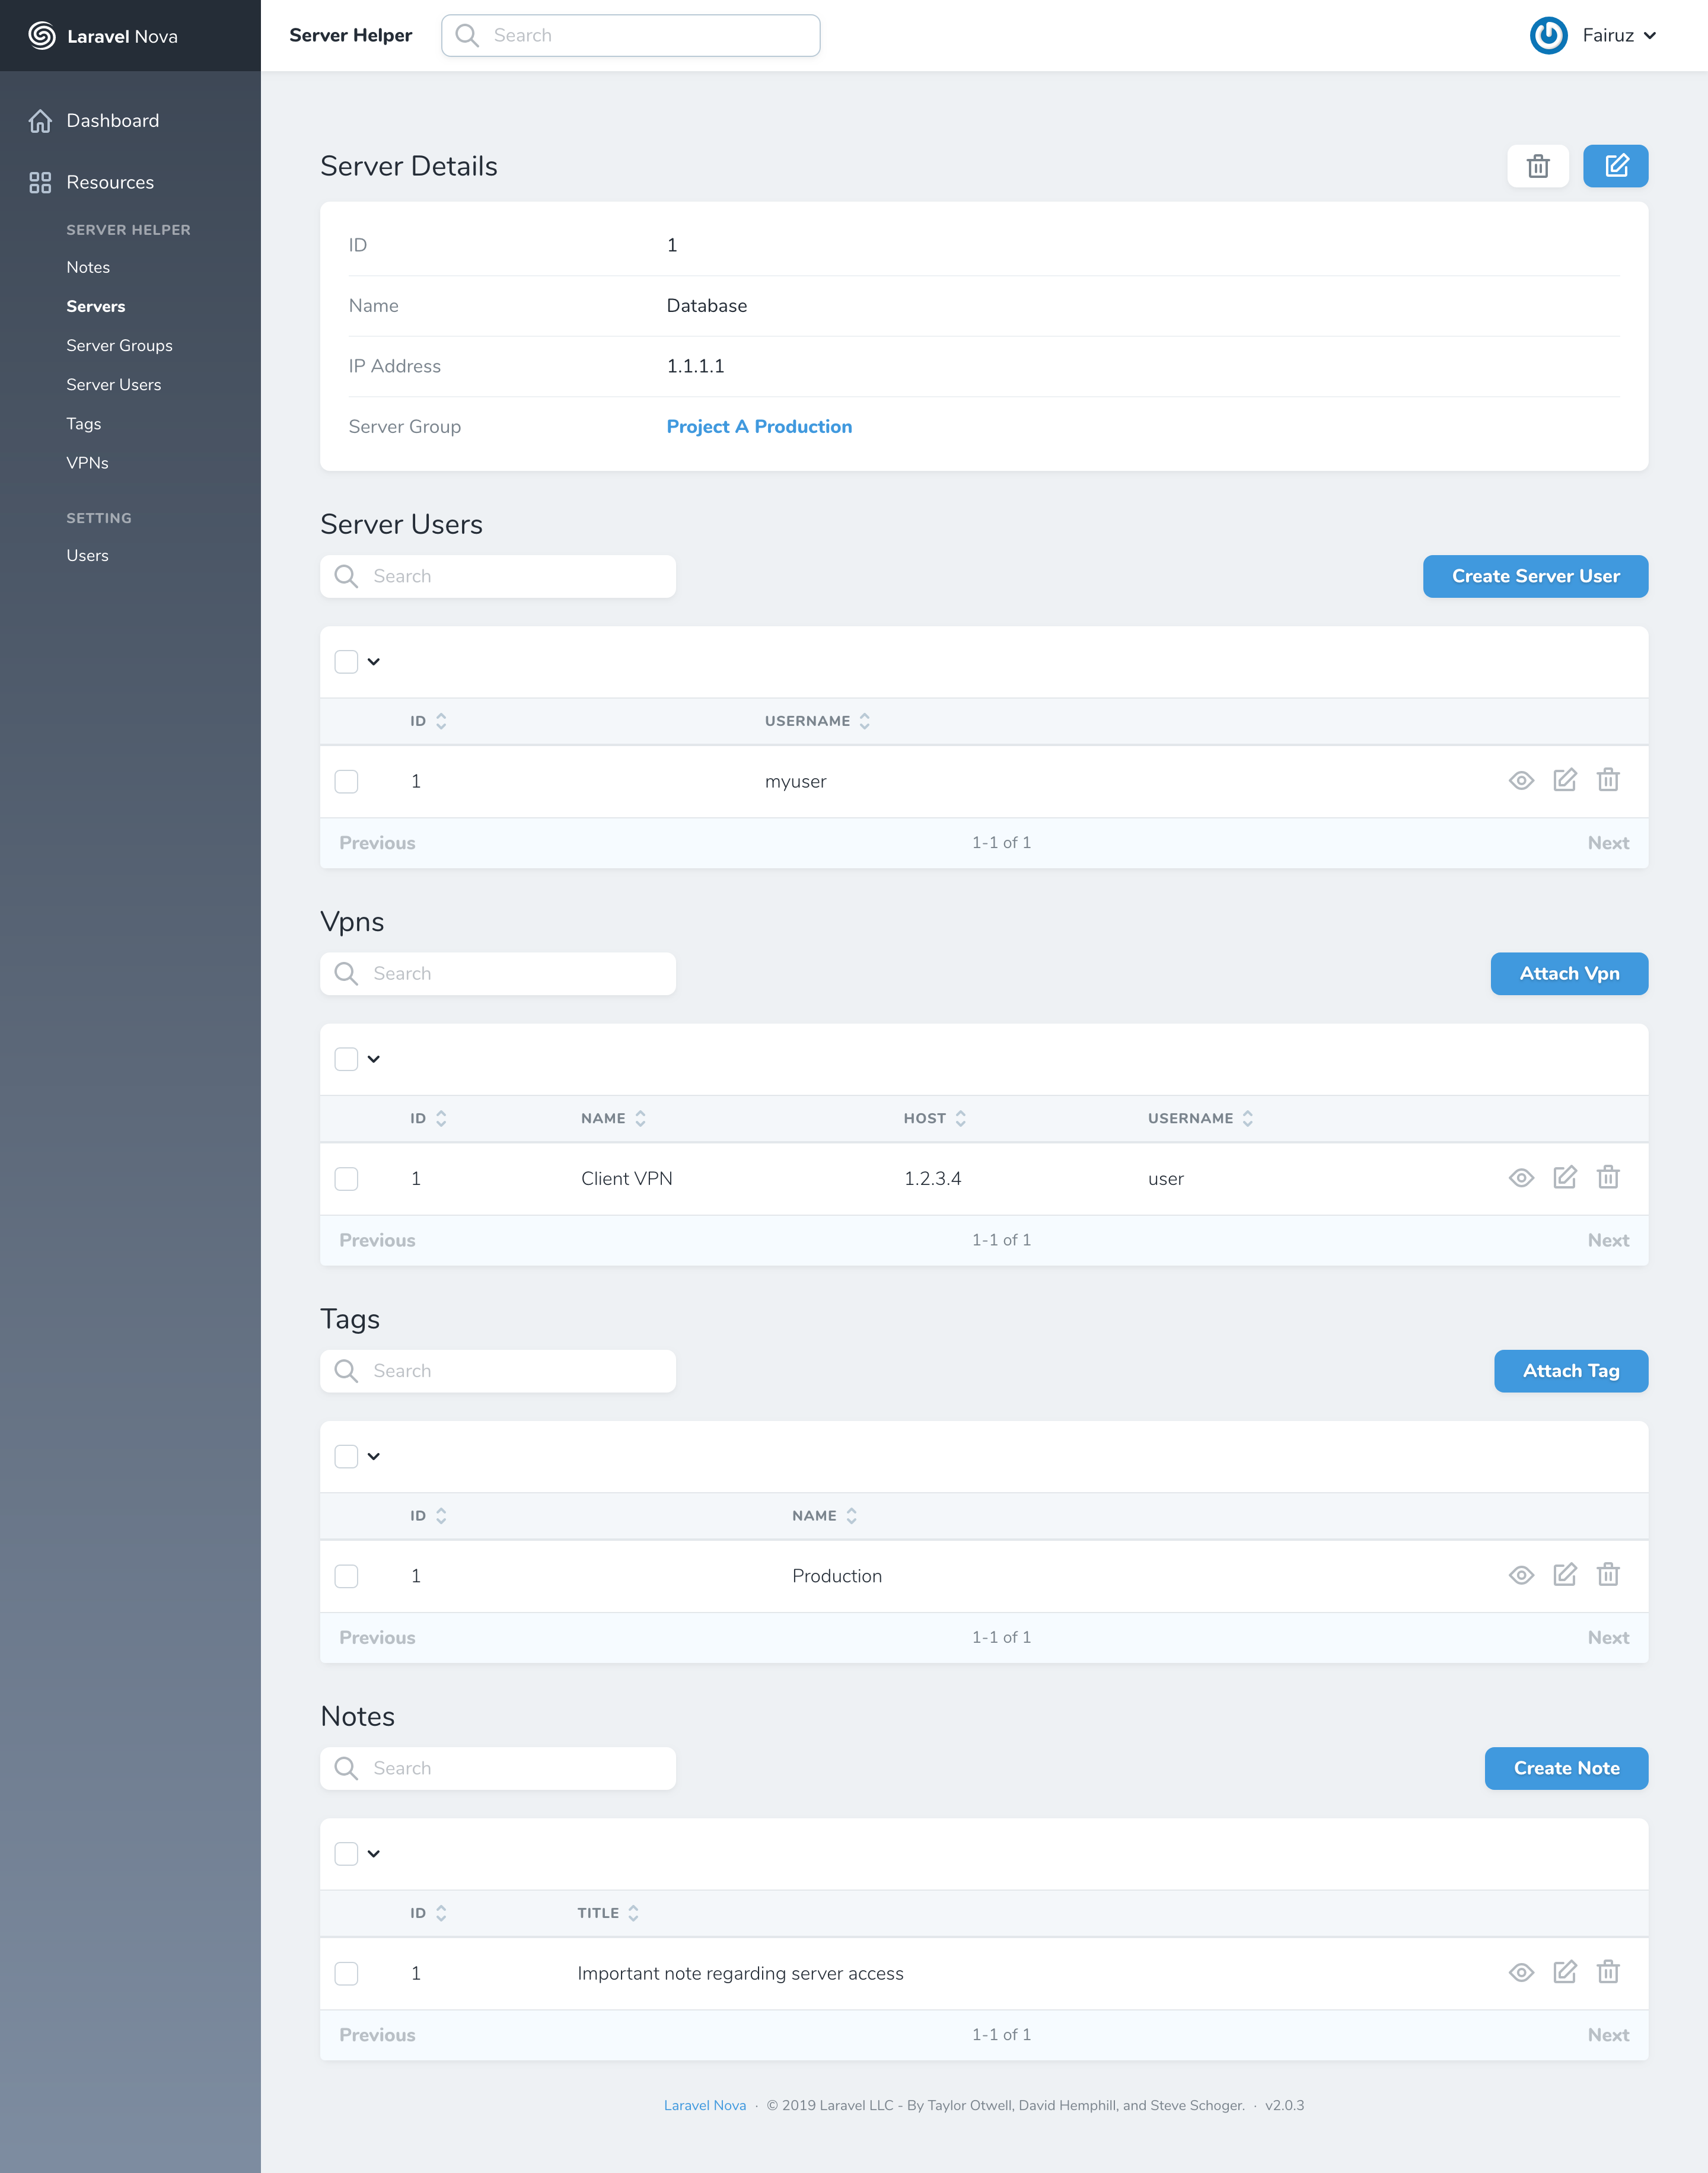 Laravel Nova
Server Helper
Search
Fairuz
Dashboard
Resources
SERVER HELPER
Notes
Servers
Server Groups
Server Users
Tags
VPNs
SETTING
Users
Server Details
ID 1
Name Database
IP Address 1.1.1.1
Server Group Project A Production
Server Users
Search
Create Server User
ID USERNAME
1 myuser
Previous 1-1 of 1 Next
Vpns
Search
Attach Vpn
ID NAME HOST USERNAME
1 Client VPN 1.2.3.4 user
Previous 1-1 of 1 Next
Tags
Search
Attach Tag
ID NAME
1 Production
Previous 1-1 of 1 Next
Notes
Search
Create Note
ID TITLE
1 Important note regarding server access
Previous 1-1 of 1 Next
Laravel Nova · © 2019 Laravel LLC - By Taylor Otwell, David Hemphill, and Steve Schoger. · v2.0.3